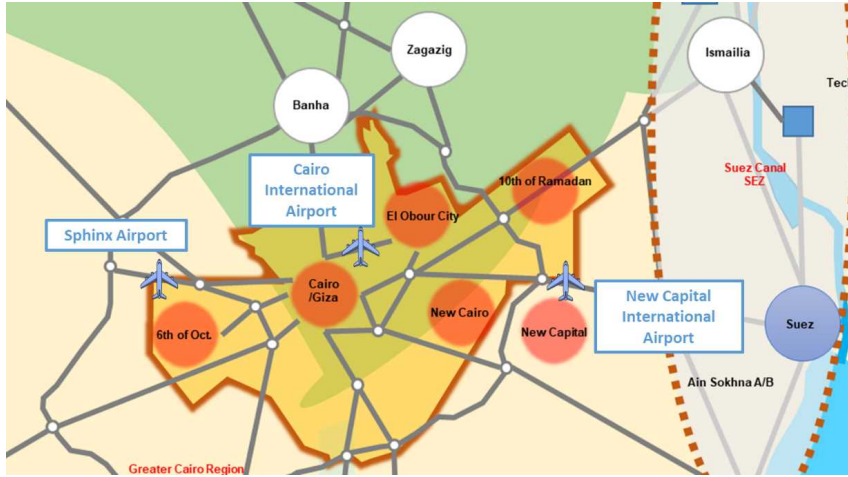 Zagazig
Ismailia
Banha
Tec
Cairo
International
Airport
10th of Ramadan
Suez Canal
SEZ
El Obour City
Sphinx Airport
Cairo
/Giza
New Capital
International
Airport
New Cairo
6th of Oct.
New Capital
Suez
Ain Sokhna A/B
Greater Cairo Region